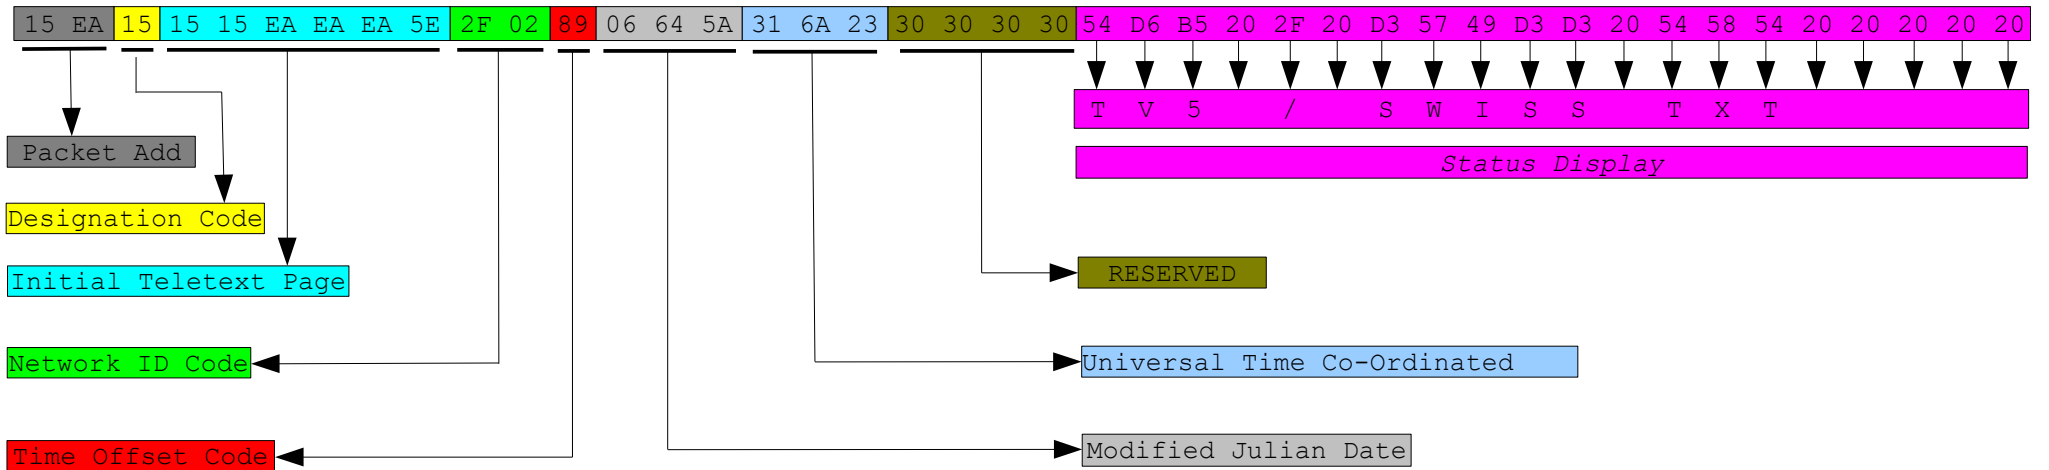 15 EA 15 15 15 EA EA EA 5E 2F 02 89 06 64 5A 31 6A 23 30 30 30 30 54 D6 B5 20 2F 20 D3 57 49 D3 D3 20 54 58 54 20 20 20 20 20
T V 5 / S W I S S T X T
Packet Add
Status Display
Designation Code
Initial Teletext Page
RESERVED
Network ID Code
Universal Time Co-Ordinated
Time Offset Code
Modified Julian Date